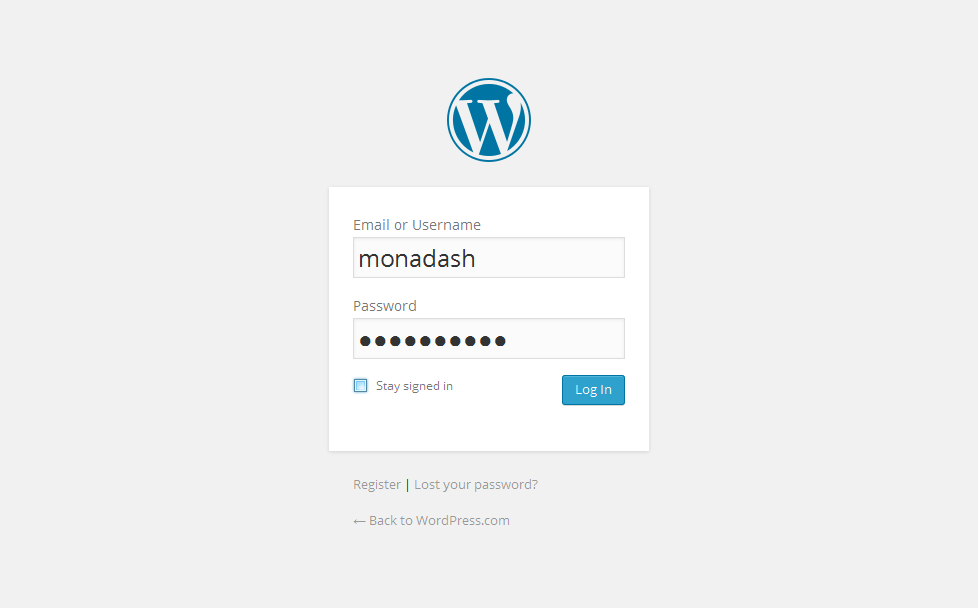 Email or Username
monadash
Password
●●●●●●●●●●
Stay signed in
Log In
Register | Lost your password?
← Back to WordPress.com